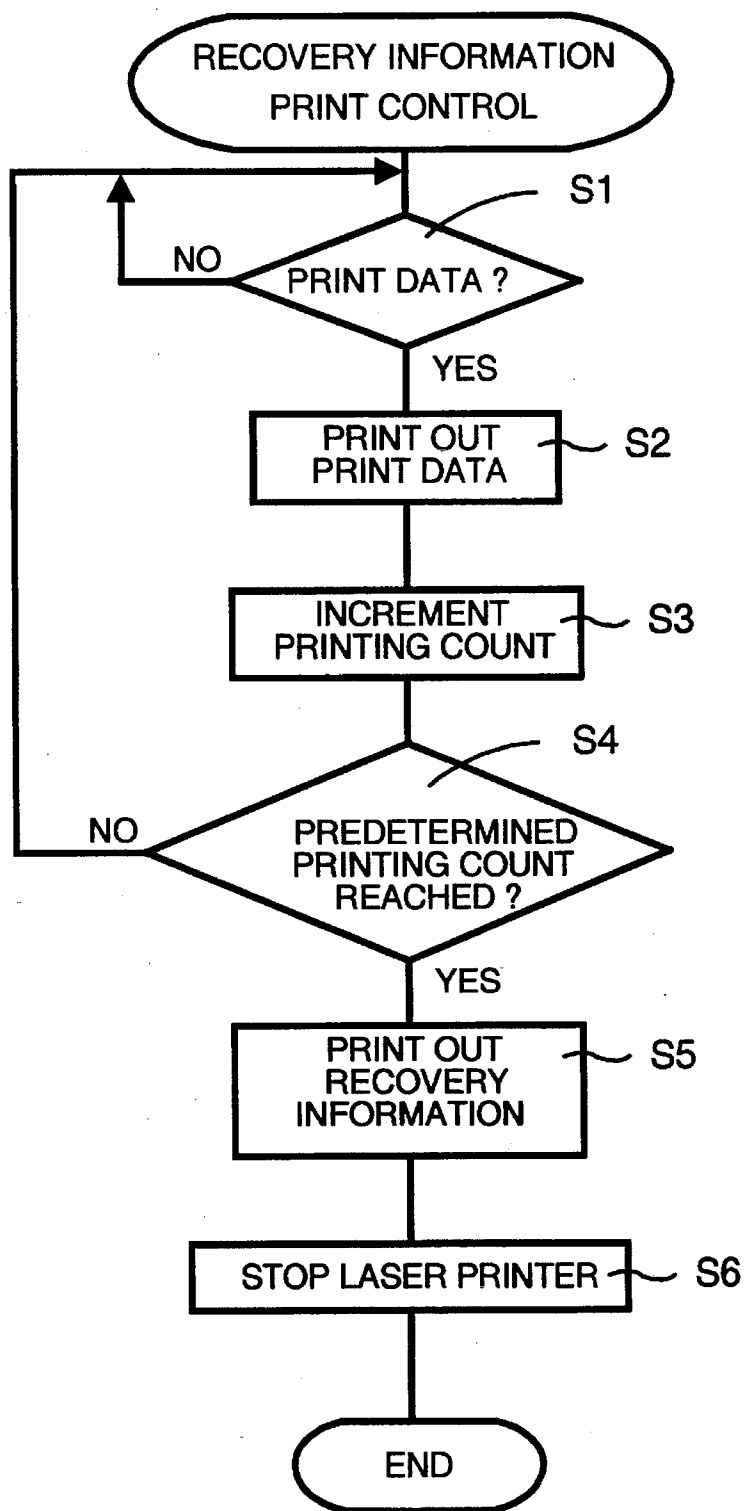 RECOVERY INFORMATION
PRINT CONTROL
S1
NO
PRINT DATA ?
YES
PRINT OUT
PRINT DATA
S2
INCREMENT
PRINTING COUNT
S3
S4
NO
PREDETERMINED
PRINTING COUNT
REACHED ?
YES
PRINT OUT
RECOVERY
INFORMATION
S5
STOP LASER PRINTER
S6
END